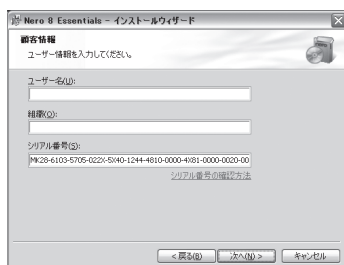 Nero 8 Essentials - インストールウィザード
顧客情報
ユーザー情報を入力してください。
ユーザー名(U):
組織(O):
シリアル番号(S):
MK28-6103-5705-022X-5X40-1244-4810-0000-4X81-0000-0020-00
シリアル番号の確認方法
< 戻る(B) 次へ(N) > キャンセル